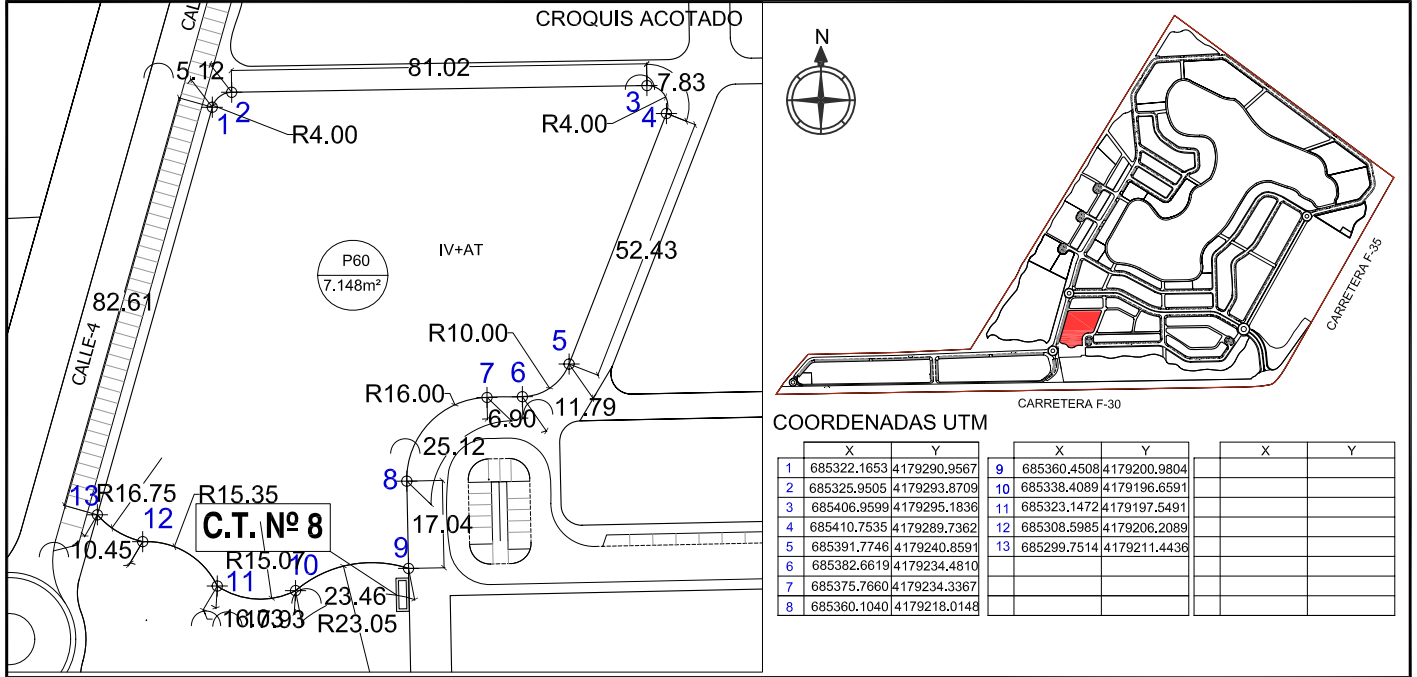 CROQUIS ACOTADO
CAL
5.12
81.02
7.83
1
2
3
4
R4.00
R4.00
P60
7.148m²
IV+AT
52.43
82.61
CALLE-4
R10.00
5
7
6
R16.00
6.90
11.79
25.12
8
17.04
13
R16.75
12
R15.35
C.T. Nº 8
10.45
R15.07
10
9
11
23.46
R23.05
N
CARRETERA F-35
CARRETERA F-30
COORDENADAS UTM
X Y X Y X Y
1 685322.1653 4179290.9567 9 685360.4508 4179200.9804
2 685325.9505 4179293.8709 10 685338.4089 4179196.6591
3 685406.9599 4179295.1836 11 685323.1472 4179197.5491
4 685410.7535 4179289.7362 12 685308.5985 4179206.2089
5 685391.7746 4179240.8591 13 685299.7514 4179211.4436
6 685382.6619 4179234.4810
7 685375.7660 4179234.3367
8 685360.1040 4179218.0148